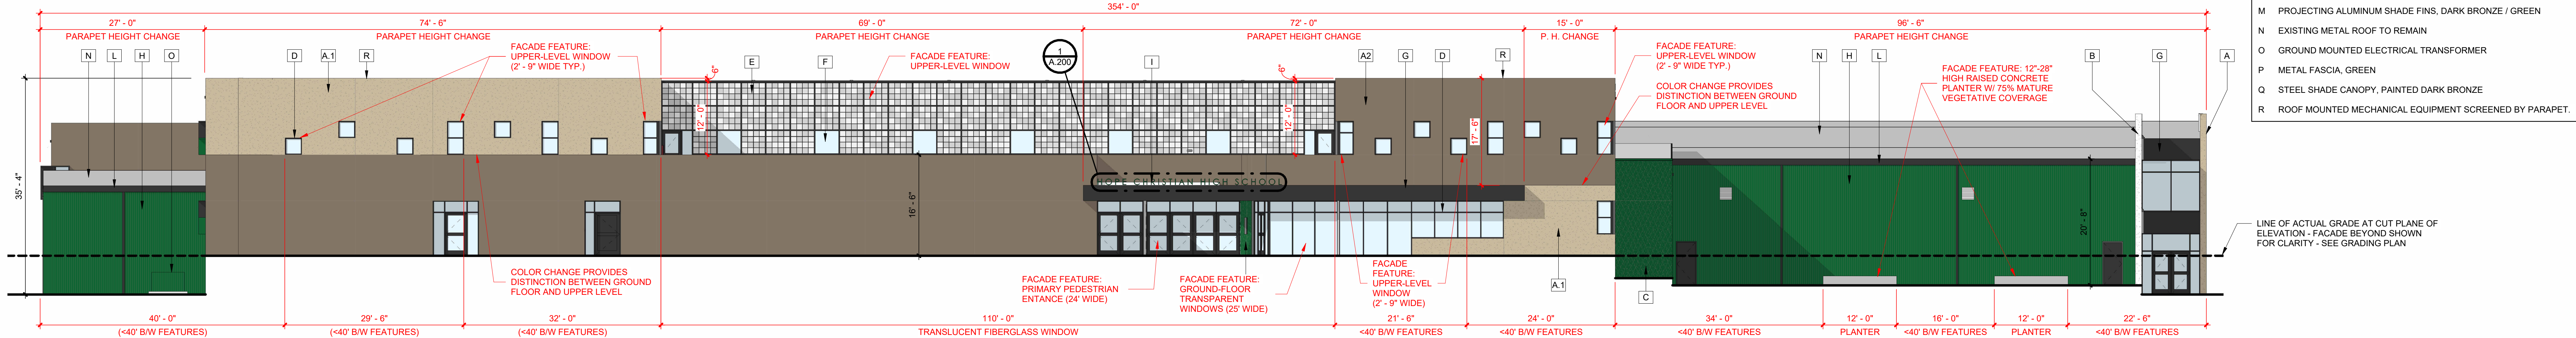 354' - 0"
27' - 0"
74' - 6"
69' - 0"
72' - 0"
15' - 0"
96' - 6"
PARAPET HEIGHT CHANGE
PARAPET HEIGHT CHANGE
PARAPET HEIGHT CHANGE
PARAPET HEIGHT CHANGE
P. H. CHANGE
PARAPET HEIGHT CHANGE
N
L
H
O
D
A.1
R
FACADE FEATURE:
UPPER-LEVEL WINDOW
(2' - 9" WIDE TYP.)
E
F
FACADE FEATURE:
UPPER-LEVEL WINDOW
1
A.200
I
A2
G
D
R
FACADE FEATURE:
UPPER-LEVEL WINDOW
(2' - 9" WIDE TYP.)
COLOR CHANGE PROVIDES
DISTINCTION BETWEEN GROUND
FLOOR AND UPPER LEVEL
N
H
L
FACADE FEATURE: 12"-28"
HIGH RAISED CONCRETE
PLANTER W/ 75% MATURE
VEGETATIVE COVERAGE
B
G
A
M PROJECTING ALUMINUM SHADE FINS, DARK BRONZE / GREEN
N EXISTING METAL ROOF TO REMAIN
O GROUND MOUNTED ELECTRICAL TRANSFORMER
P METAL FASCIA, GREEN
Q STEEL SHADE CANOPY, PAINTED DARK BRONZE
R ROOF MOUNTED MECHANICAL EQUIPMENT SCREENED BY PARAPET.
35' - 4"
6"
12' - 0"
16' - 6"
6"
12' - 0"
17' - 6"
20' - 8"
HOPE CHRISTIAN HIGH SCHOOL
LINE OF ACTUAL GRADE AT CUT PLANE OF
ELEVATION - FACADE BEYOND SHOWN
FOR CLARITY - SEE GRADING PLAN
COLOR CHANGE PROVIDES
DISTINCTION BETWEEN GROUND
FLOOR AND UPPER LEVEL
FACADE FEATURE:
PRIMARY PEDESTRIAN
ENTANCE (24' WIDE)
FACADE FEATURE:
GROUND-FLOOR
TRANSPARENT
WINDOWS (25' WIDE)
FACADE
FEATURE:
UPPER-LEVEL
WINDOW
(2' - 9" WIDE)
A.1
C
40' - 0"
29' - 6"
32' - 0"
110' - 0"
21' - 6"
24' - 0"
34' - 0"
12' - 0"
16' - 0"
12' - 0"
22' - 6"
(<40' B/W FEATURES)
(<40' B/W FEATURES)
(<40' B/W FEATURES)
TRANSLUCENT FIBERGLASS WINDOW
<40' B/W FEATURES
<40' B/W FEATURES
<40' B/W FEATURES
PLANTER
<40' B/W FEATURES
PLANTER
<40' B/W FEATURES